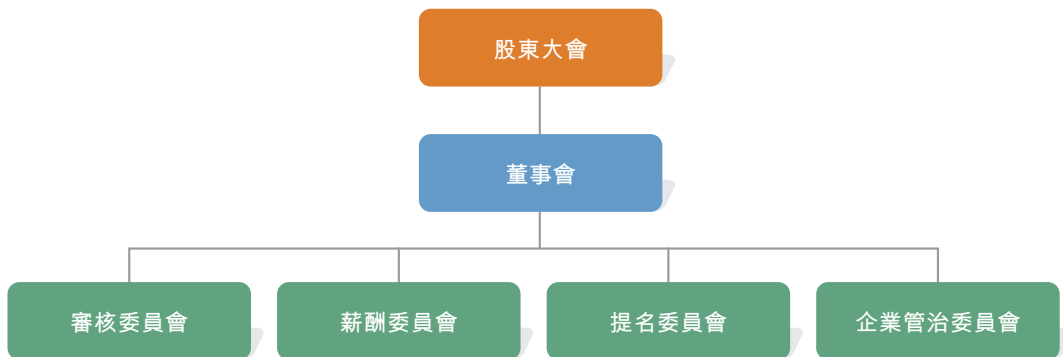 股東大會
董事會
審核委員會
薪酬委員會
提名委員會
企業管治委員會